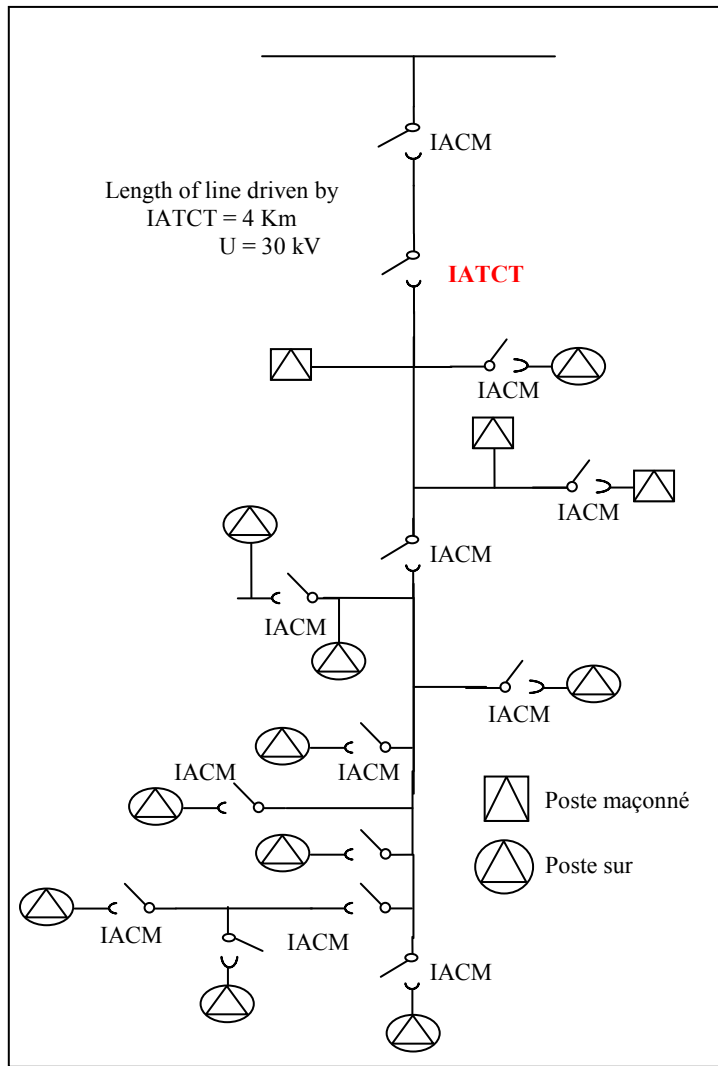 IACM
Length of line driven by
IATCT = 4 Km
U = 30 kV
IATCT
IACM
IACM
IACM
IACM
IACM
IACM
IACM
Poste maçonné
Poste sur
IACM
IACM
IACM